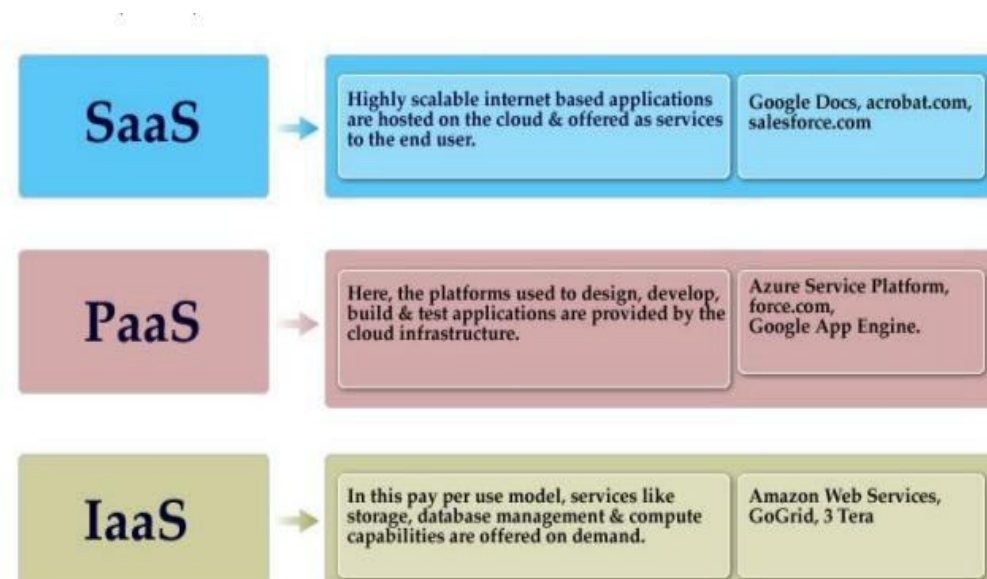 SaaS
Highly scalable internet based applications
are hosted on the cloud & offered as services
to the end user.
Google Docs, acrobat.com,
salesforce.com
PaaS
Here, the platforms used to design, develop,
build & test applications are provided by the
cloud infrastructure.
Azure Service Platform,
force.com,
Google App Engine.
IaaS
In this pay per use model, services like
storage, database management & compute
capabilities are offered on demand.
Amazon Web Services,
GoGrid, 3 Tera